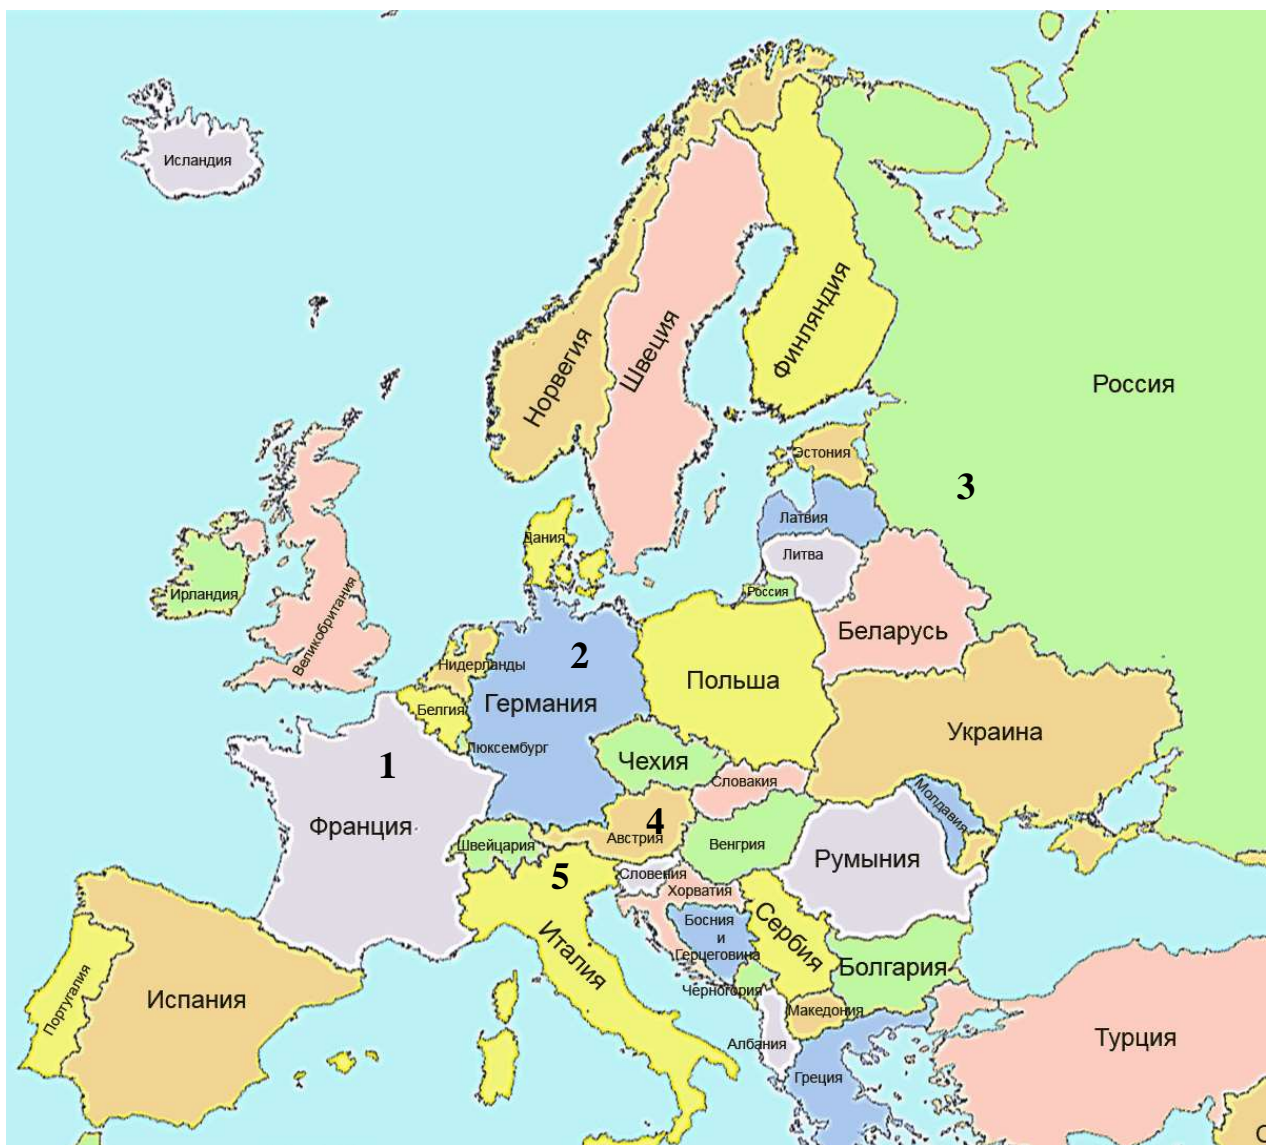 Исландия
Норвегия
Швеция
Финляндия
Россия
Эстония
3
Латвия
Дания
Литва
Ирландия
Россия
Великобритания
Беларусь
2
Нидерланды
Польша
Белгия
Германия
Украина
Люксембург
1
Чехия
Словакия
Молдавия
Франция
4
Австрия
Швейцария
Венгрия
Румыния
5
Словения
Хорватия
Босния
и
Герцеговина
Сербия
Италия
Болгария
Черногория
Португалия
Испания
Македония
Албания
Турция
Греция
С